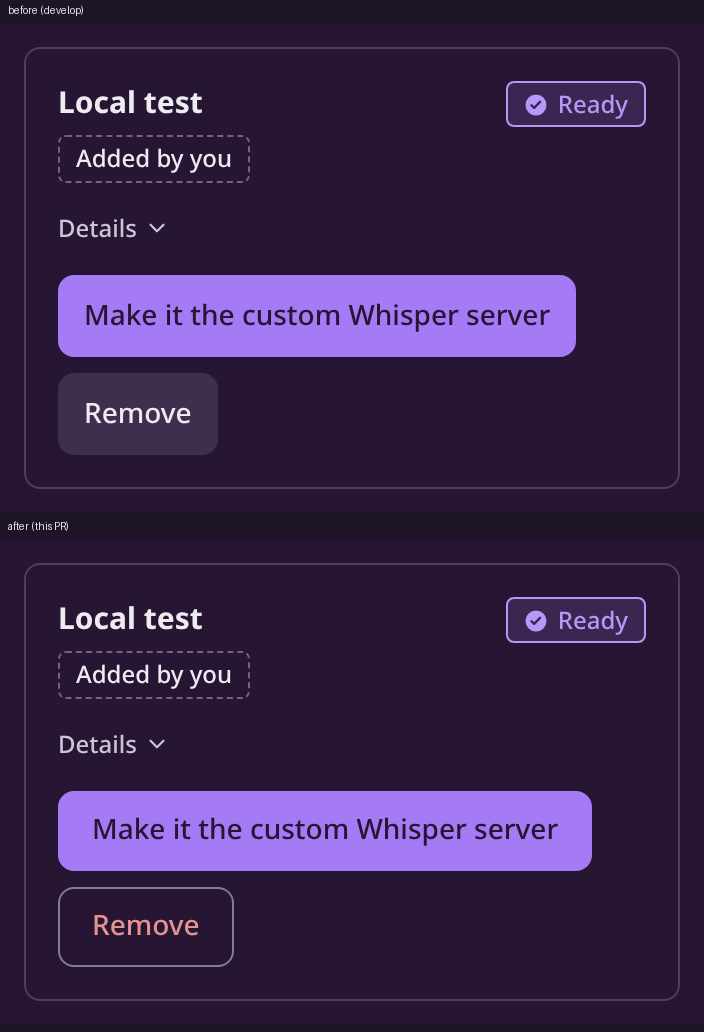 before (develop)
Local test
Ready
Added by you
Details
Make it the custom Whisper server
Remove
after (this PR)
Local test
Ready
Added by you
Details
Make it the custom Whisper server
Remove